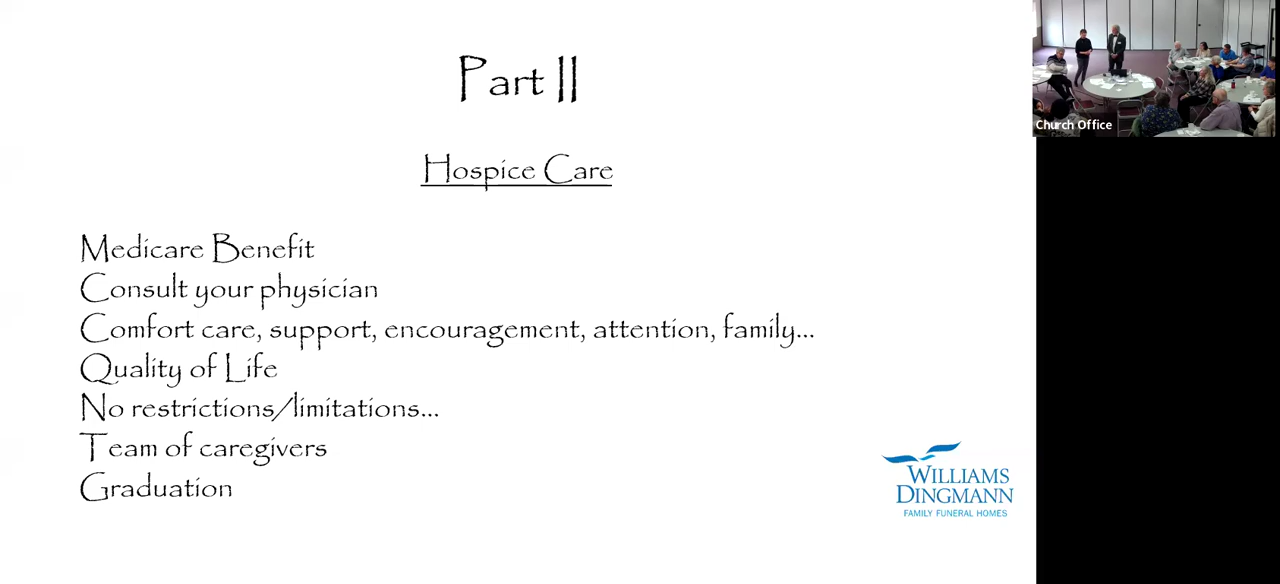 Part II
Hospice Care
Medicare Benefit
Consult your physician
Comfort care, support, encouragement, attention, family...
Quality of Life
No restrictions/limitations...
Team of caregivers
Graduation
WILLIAMS
DINGMANN
FAMILY FUNERAL HOMES
Church Office